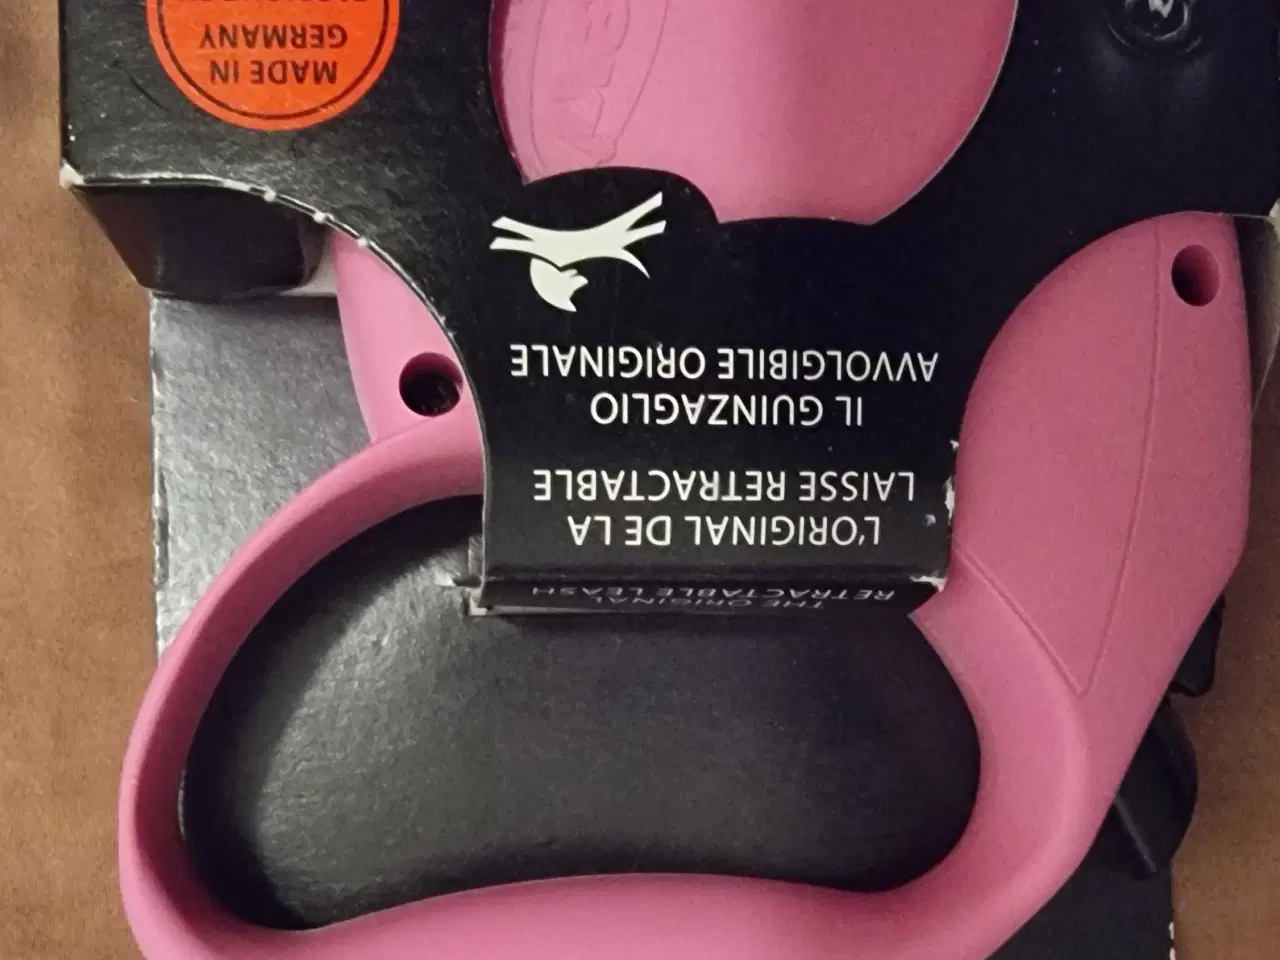 THE ORIGINAL
RETRACTABLE LEASH
L'ORIGINAL DE LA
LAISSE RETRACTABLE
IL GUINZAGLIO
AVVOLGIBILE ORIGINALE
MADE IN
GERMANY